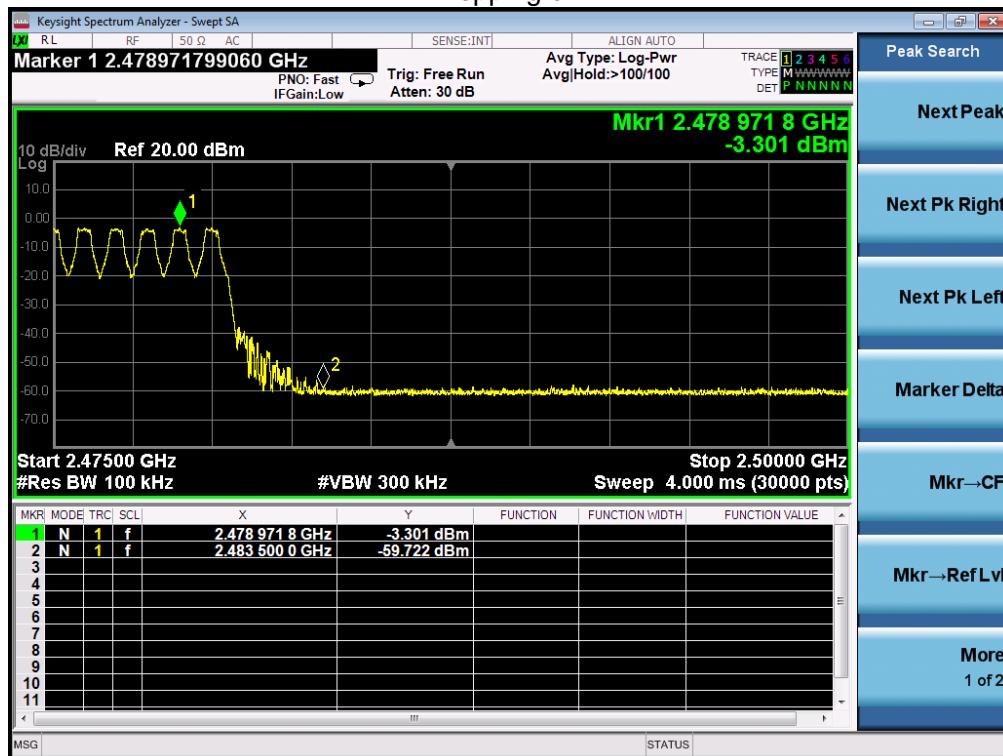 Keysight Spectrum Analyzer - Swept SA
LXI RL RF 50 Ω AC SENSE:INT ALIGN AUTO
Marker 1 2.478971799060 GHz
PNO: Fast
IFGain:Low
Trig: Free Run
Atten: 30 dB
Avg Type: Log-Pwr
Avg|Hold:>100/100
TRACE 1 2 3 4 5 6
TYPE M WWWWW
DET P N N N N N
Peak Search
Next Peak
Next Pk Right
Next Pk Left
Marker Delta
Mkr→CF
Mkr→Ref Lvl
More
1 of 2
Mkr1 2.478 971 8 GHz
-3.301 dBm
10 dB/div Ref 20.00 dBm
Log
10.0
0.00
-10.0
-20.0
-30.0
-40.0
-50.0
-60.0
-70.0
1
2
Start 2.47500 GHz Stop 2.50000 GHz
#Res BW 100 kHz #VBW 300 kHz Sweep 4.000 ms (30000 pts)
MKR MODE TRC SCL X Y FUNCTION FUNCTION WIDTH FUNCTION VALUE
1 N 1 f 2.478 971 8 GHz -3.301 dBm
2 N 1 f 2.483 500 0 GHz -59.722 dBm
3
4
5
6
7
8
9
10
11
MSG STATUS